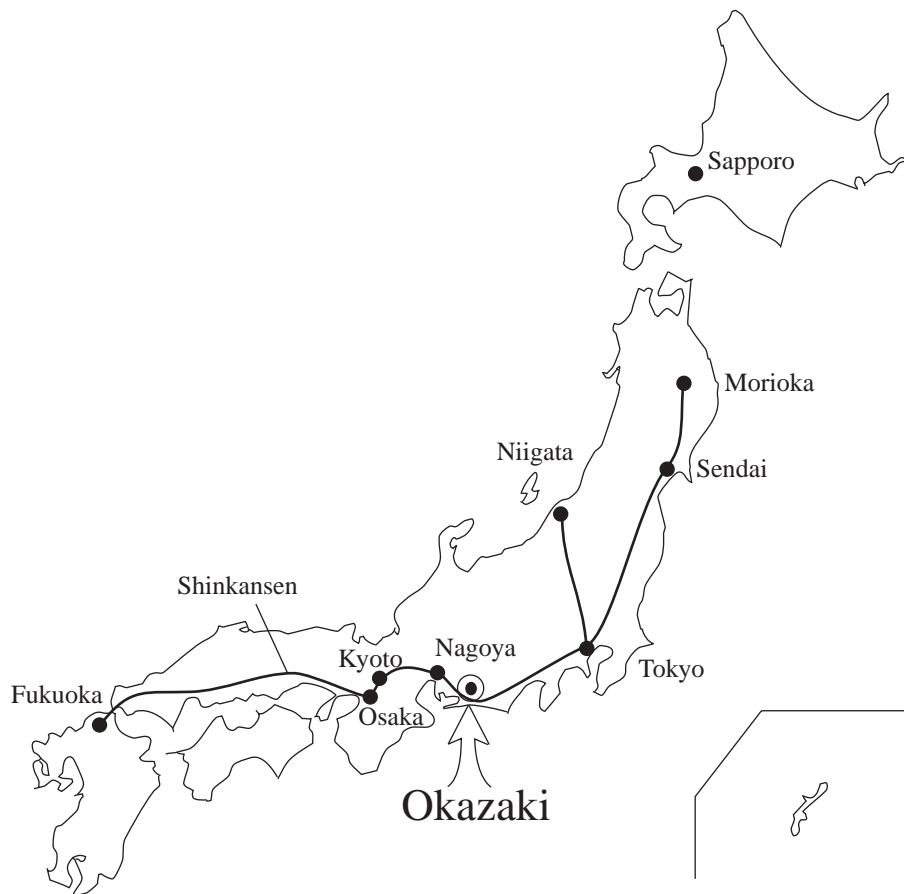 Sapporo
Morioka
Niigata
Sendai
Shinkansen
Nagoya
Kyoto
Tokyo
Fukuoka
Osaka
Okazaki